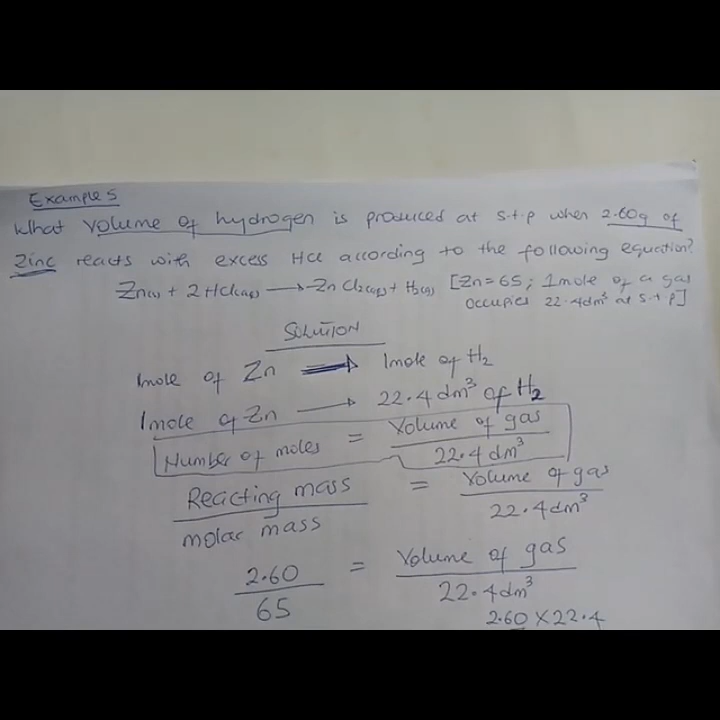 Example 5
What volume of hydrogen is produced at s.t.p when 2.60g of
Zinc reacts with excess HCl according to the following equation?
Zn(s) + 2HCl(aq) → ZnCl2(aq) + H2(g) [Zn=65; 1mole of a gas
occupies 22.4dm³ at s.t.p]
SOLUTION
1mole of Zn → 1mole of H2
1mole of Zn → 22.4dm³ of H2
Number of moles = Volume of gas / 22.4dm³
Reacting mass / molar mass = Volume of gas / 22.4dm³
2.60 / 65 = Volume of gas / 22.4dm³
2.60 X 22.4